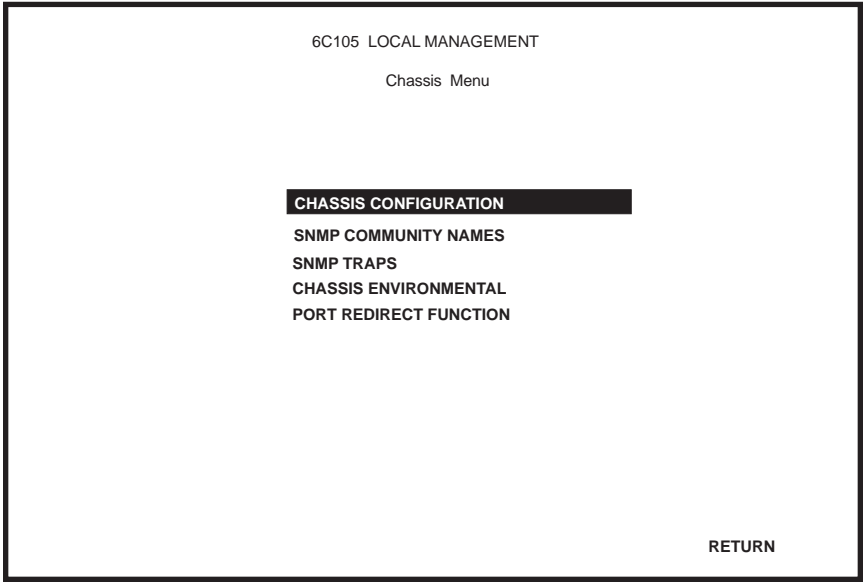 6C105 LOCAL MANAGEMENT
Chassis Menu
CHASSIS CONFIGURATION
SNMP COMMUNITY NAMES
SNMP TRAPS
CHASSIS ENVIRONMENTAL
PORT REDIRECT FUNCTION
RETURN